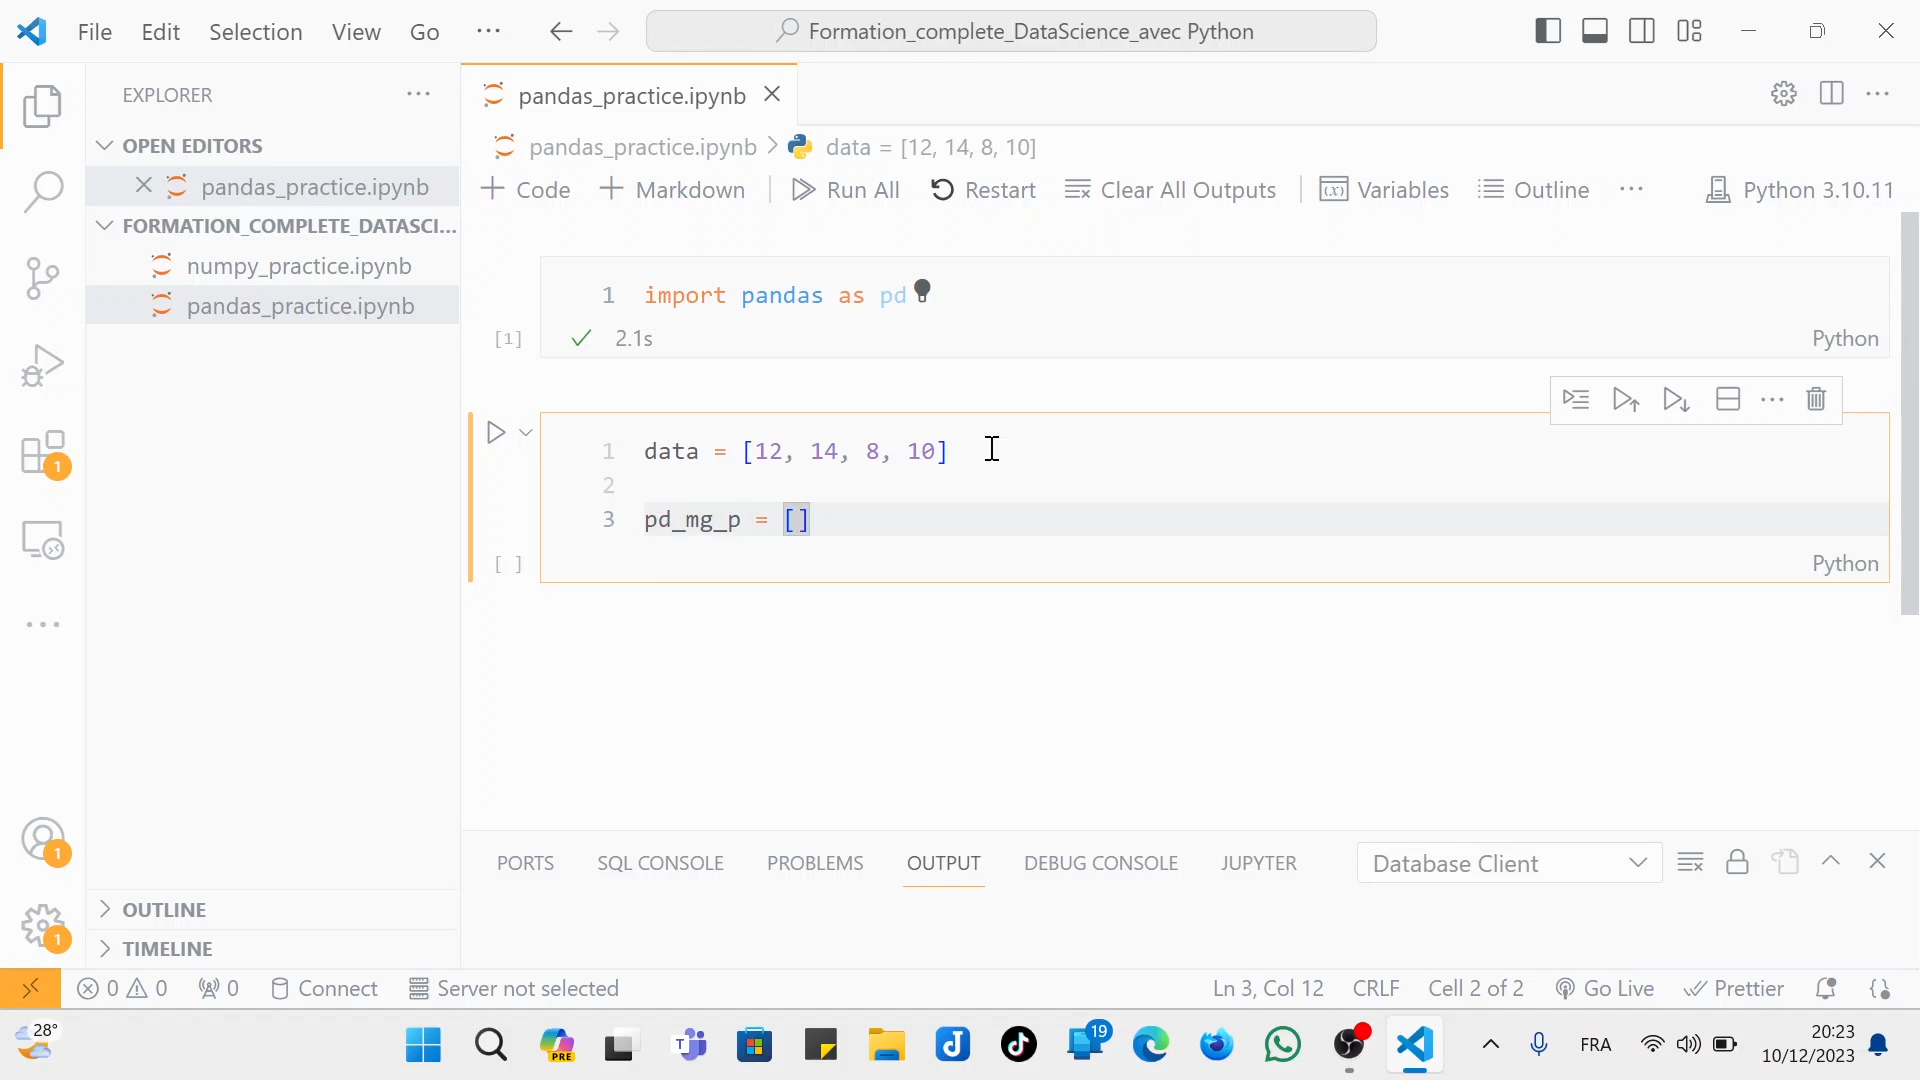 File Edit Selection View Go ··· Formation_complete_DataScience_avec Python
EXPLORER ···
OPEN EDITORS
pandas_practice.ipynb
FORMATION_COMPLETE_DATASCI...
numpy_practice.ipynb
pandas_practice.ipynb
OUTLINE
TIMELINE
pandas_practice.ipynb
pandas_practice.ipynb > data = [12, 14, 8, 10]
+ Code + Markdown Run All Restart Clear All Outputs Variables Outline ··· Python 3.10.11
1 import pandas as pd
[1] 2.1s Python
1 data = [12, 14, 8, 10]
2
3 pd_mg_p = []
[ ] Python
PORTS SQL CONSOLE PROBLEMS OUTPUT DEBUG CONSOLE JUPYTER Database Client
1
1
1
0 0 0 Connect Server not selected Ln 3, Col 12 CRLF Cell 2 of 2 Go Live Prettier
28° PRE 19 FRA 20:23
10/12/2023